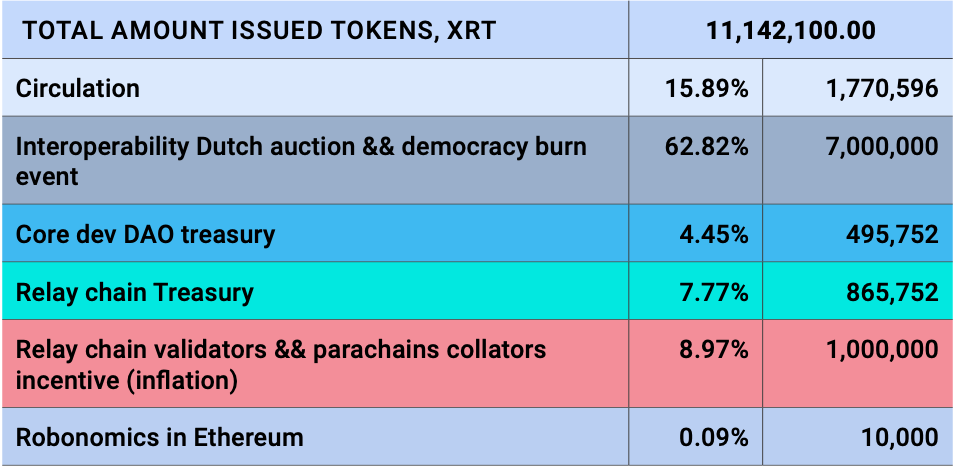 TOTAL AMOUNT ISSUED TOKENS, XRT 11,142,100.00
Circulation 15.89% 1,770,596
Interoperability Dutch auction && democracy burn 62.82% 7,000,000
event
Core dev DAO treasury 4.45% 495,752
Relay chain Treasury 7.77% 865,752
Relay chain validators && parachains collators 8.97% 1,000,000
incentive (inflation)
Robonomics in Ethereum 0.09% 10,000